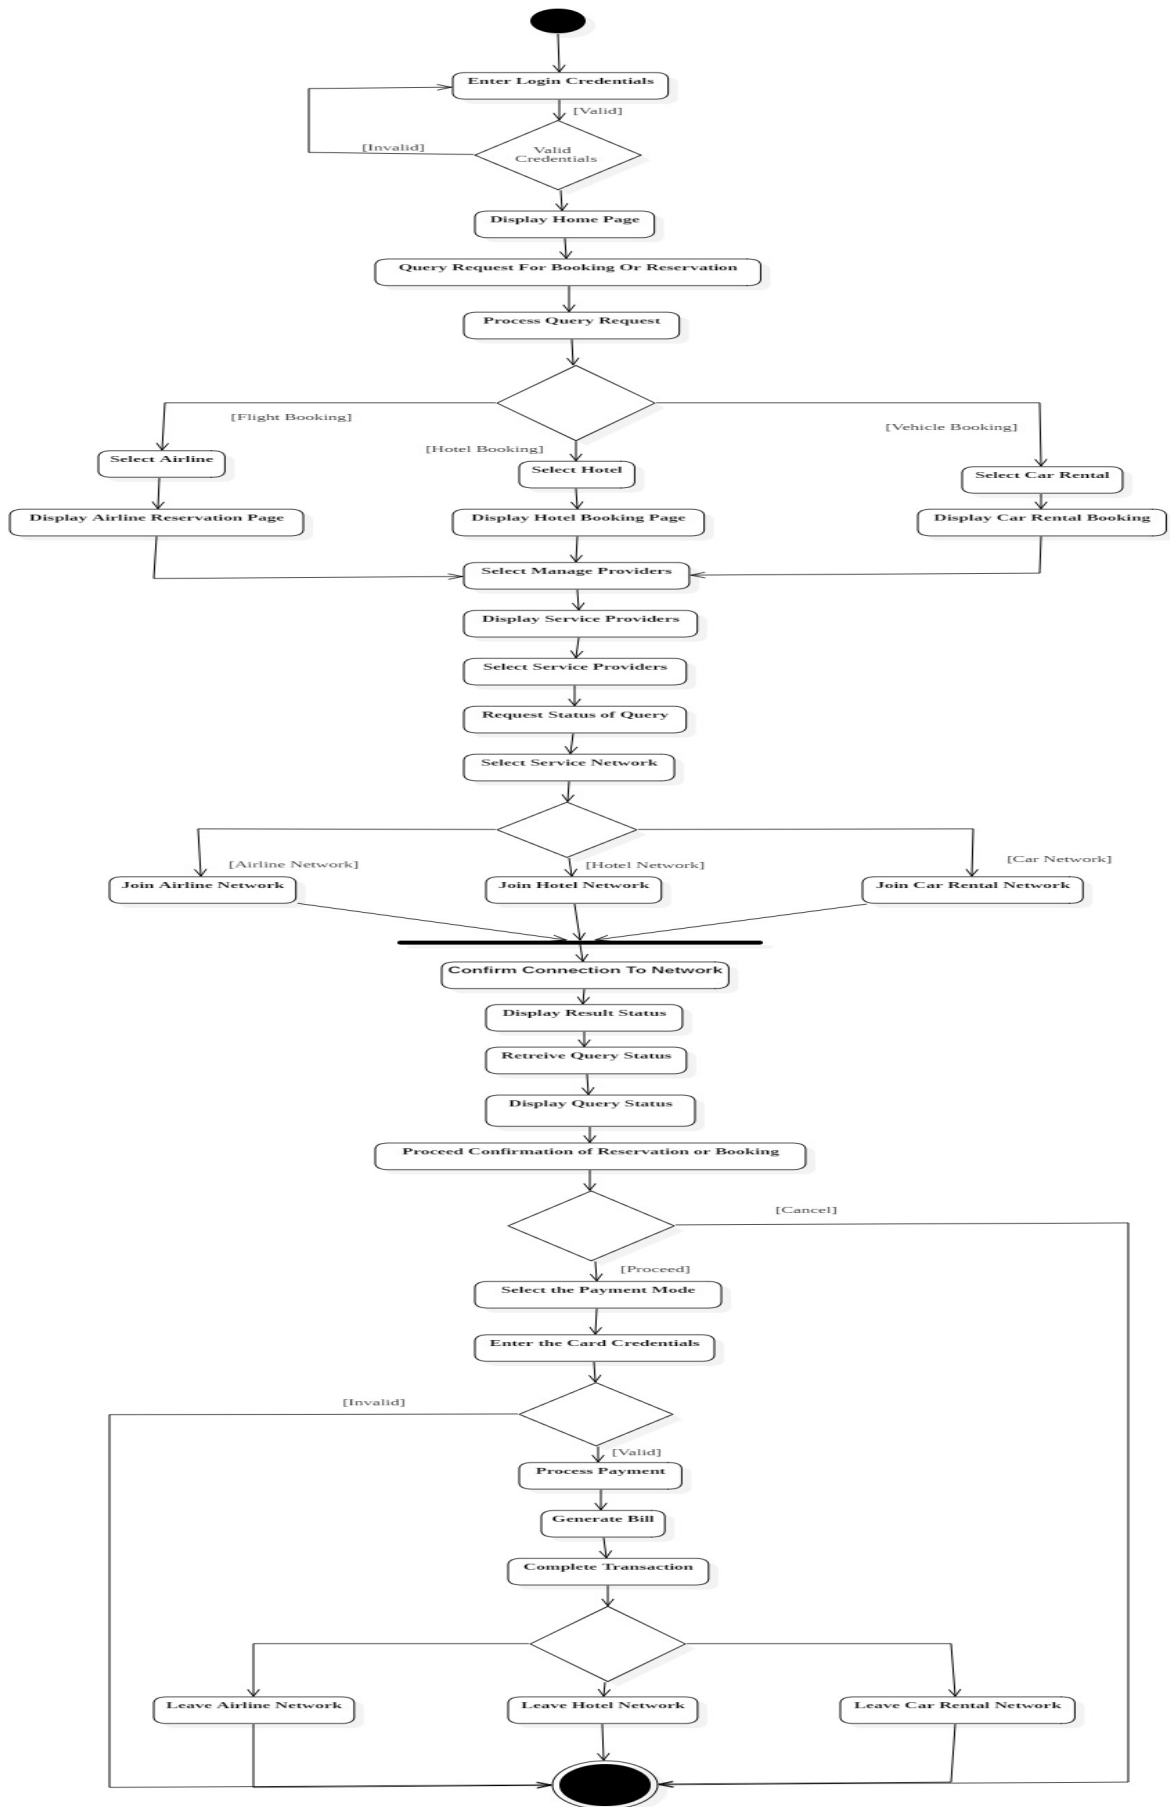 Enter Login Credentials
[Valid]
[Invalid]
Valid
Credentials
Display Home Page
Query Request For Booking Or Reservation
Process Query Request
[Flight Booking]
[Vehicle Booking]
[Hotel Booking]
Select Airline
Select Hotel
Select Car Rental
Display Airline Reservation Page
Display Hotel Booking Page
Display Car Rental Booking
Select Manage Providers
Display Service Providers
Select Service Providers
Request Status of Query
Select Service Network
[Airline Network]
[Hotel Network]
[Car Network]
Join Airline Network
Join Hotel Network
Join Car Rental Network
Confirm Connection To Network
Display Result Status
Retreive Query Status
Display Query Status
Proceed Confirmation of Reservation or Booking
[Cancel]
[Proceed]
Select the Payment Mode
Enter the Card Credentials
[Invalid]
[Valid]
Process Payment
Generate Bill
Complete Transaction
Leave Airline Network
Leave Hotel Network
Leave Car Rental Network